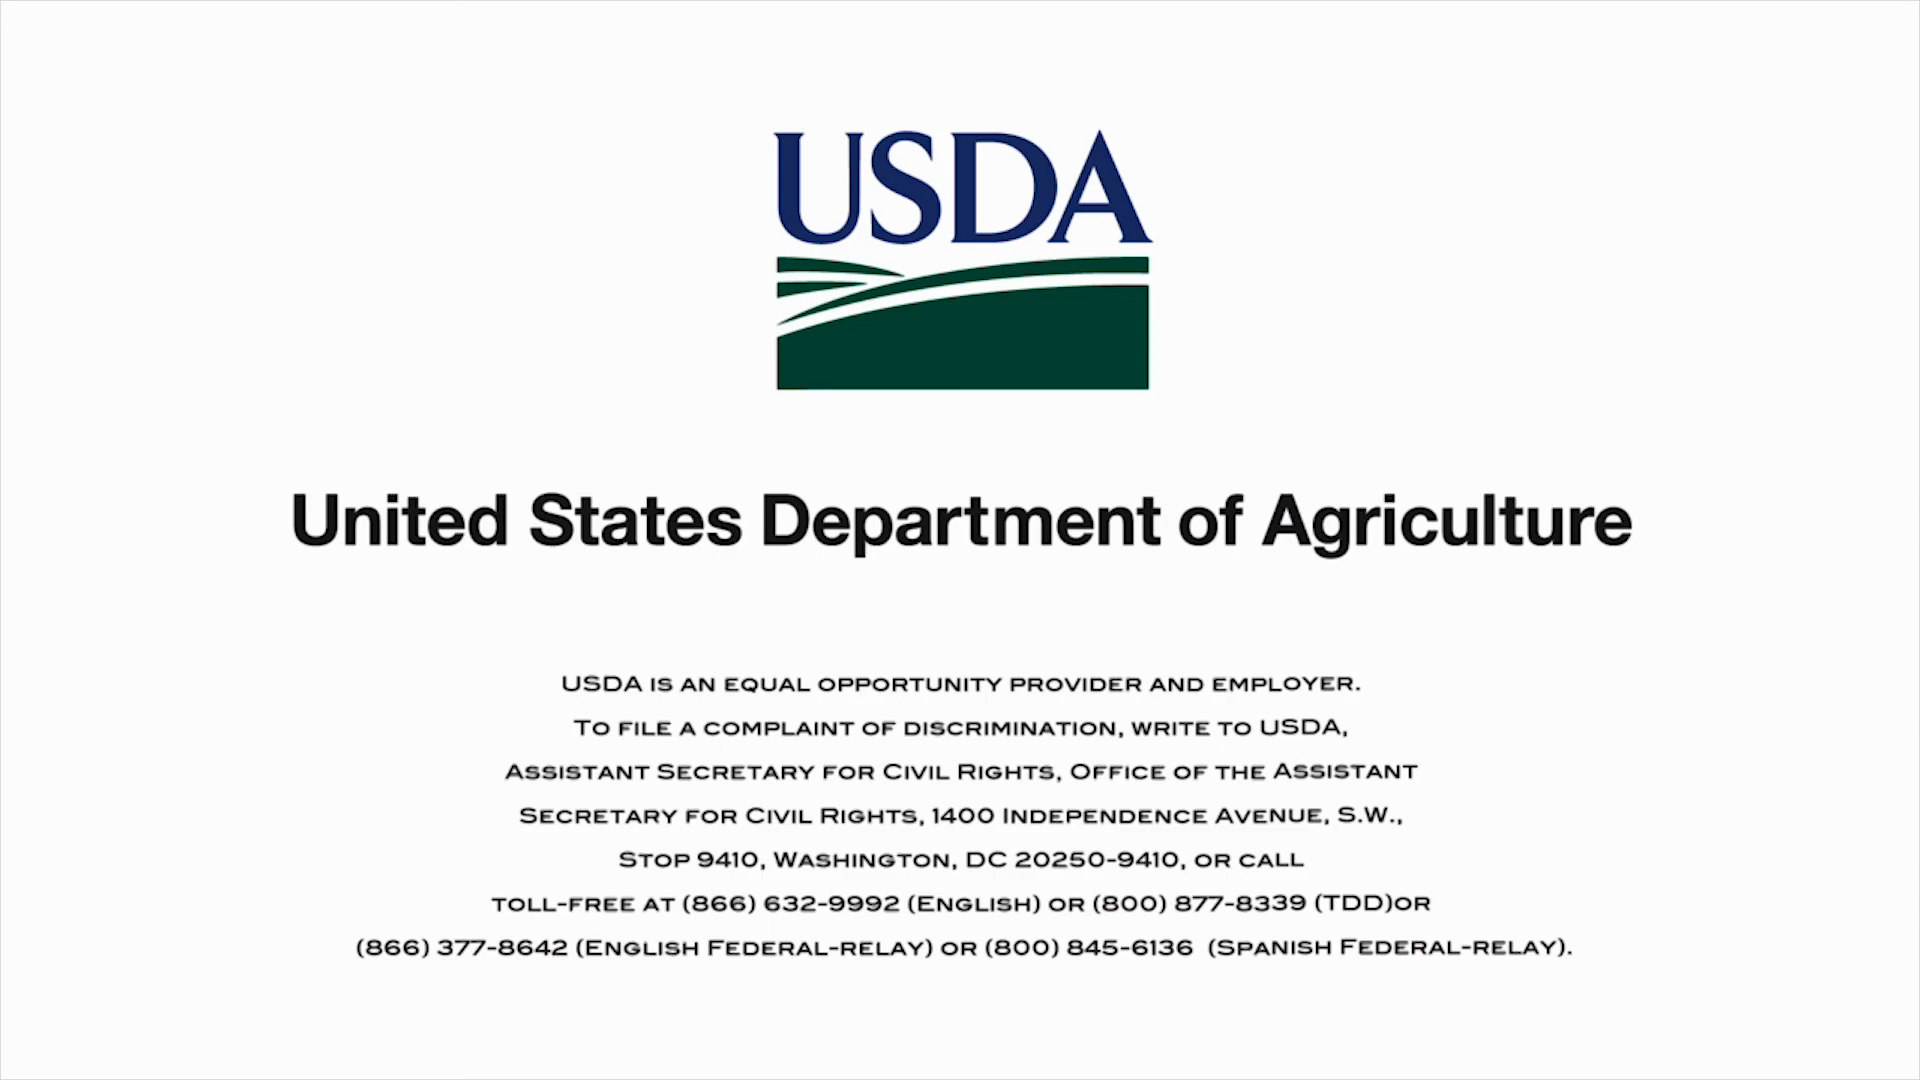 USDA
United States Department of Agriculture
USDA is an equal opportunity provider and employer.
To file a complaint of discrimination, write to USDA,
Assistant Secretary for Civil Rights, Office of the Assistant
Secretary for Civil Rights, 1400 Independence Avenue, S.W.,
Stop 9410, Washington, DC 20250-9410, or call
toll-free at (866) 632-9992 (English) or (800) 877-8339 (TDD)or
(866) 377-8642 (English Federal-relay) or (800) 845-6136 (Spanish Federal-relay).